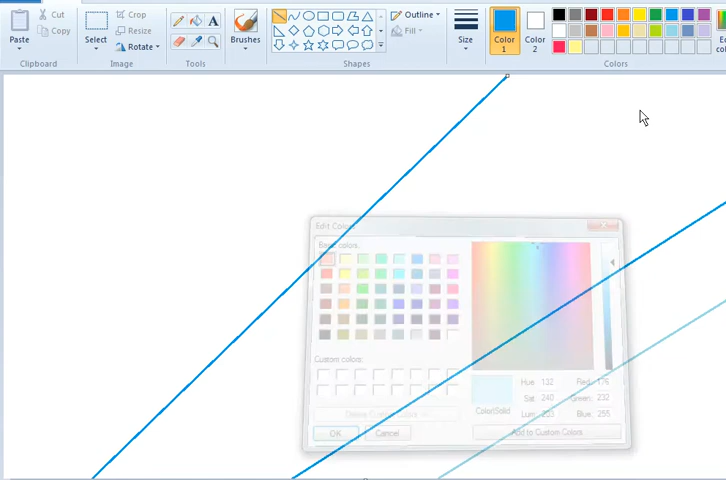 Cut
Copy
Paste
Clipboard
Crop
Resize
Rotate
Select
Image
A
Tools
Brushes
Outline
Fill
Shapes
Size
Color
1
Color
2
Colors
Edit Colors
Basic colors:
Custom colors:
Hue: 132
Sat: 240
Lum: 203
Red: 176
Green: 232
Blue: 255
Color|Solid
OK
Cancel
Add to Custom Colors